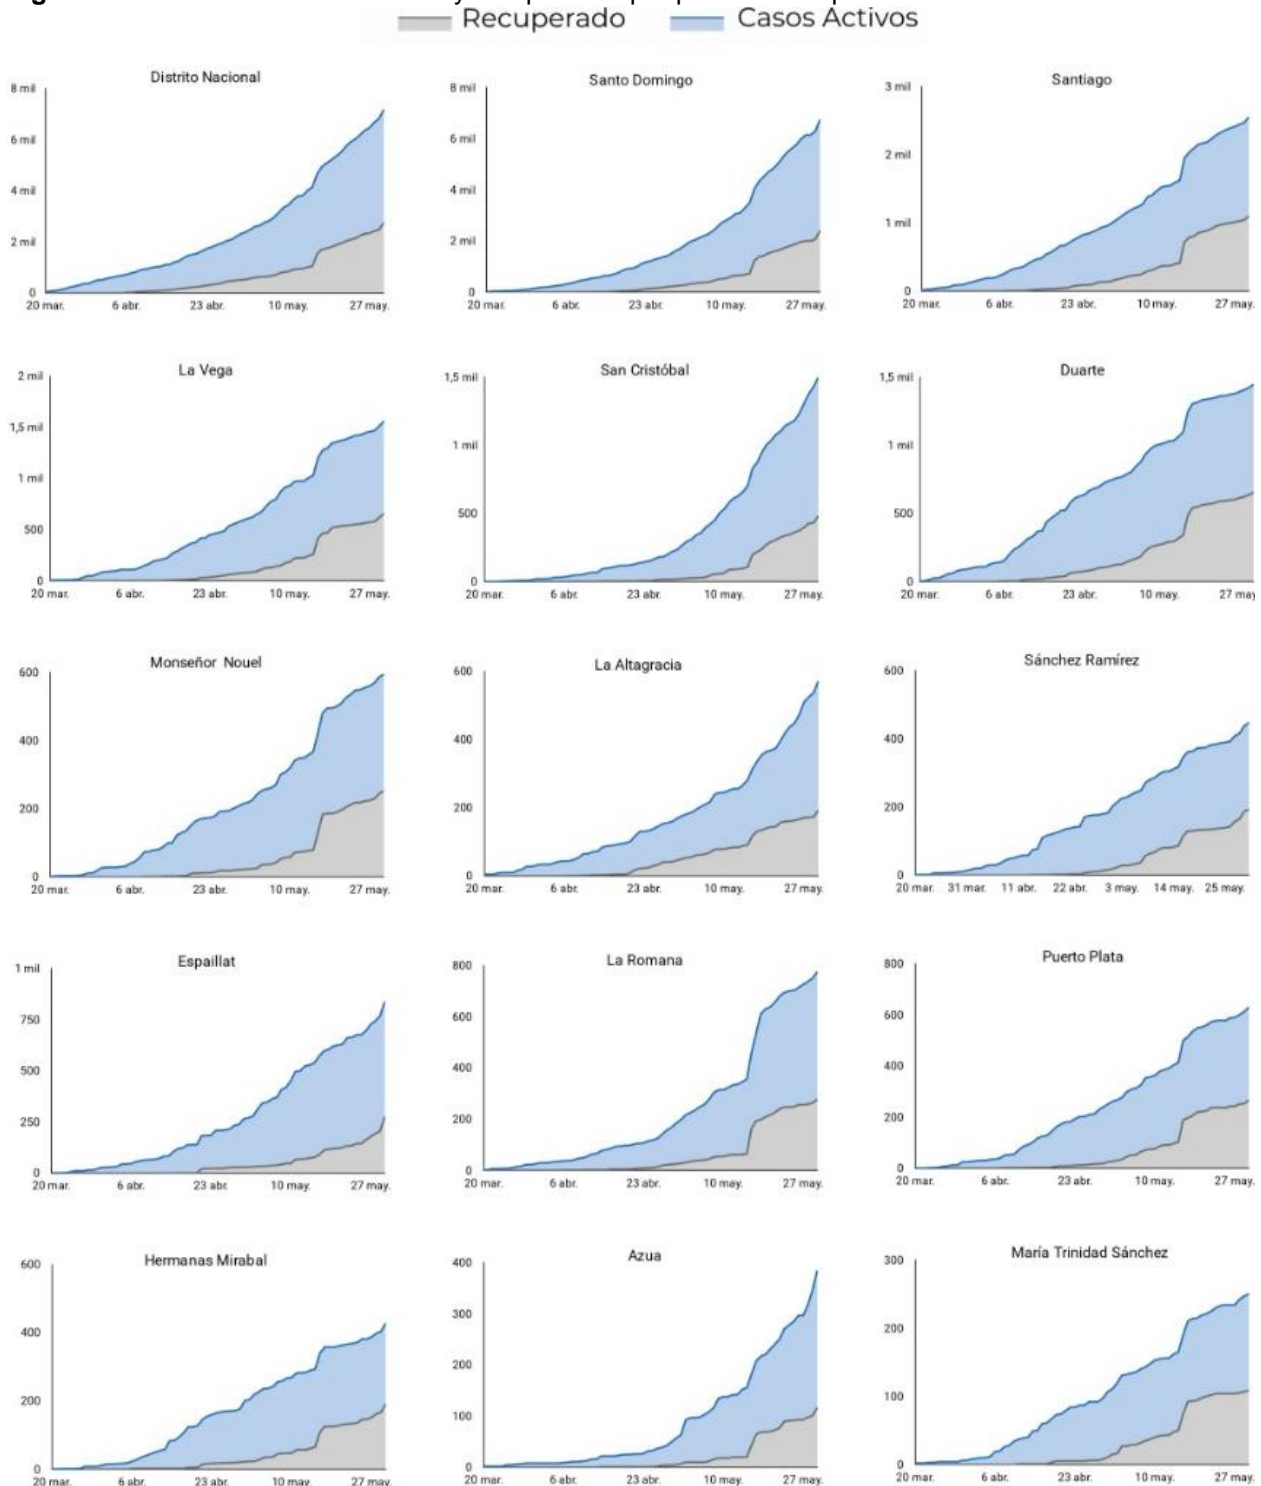 Recuperado Casos Activos
Distrito Nacional
8 mil
6 mil
4 mil
2 mil
0
20 mar. 6 abr. 23 abr. 10 may. 27 may.
Santo Domingo
8 mil
6 mil
4 mil
2 mil
0
20 mar. 6 abr. 23 abr. 10 may. 27 may.
Santiago
3 mil
2 mil
1 mil
0
20 mar. 6 abr. 23 abr. 10 may. 27 may.
La Vega
2 mil
1,5 mil
1 mil
500
0
20 mar. 6 abr. 23 abr. 10 may. 27 may.
San Cristóbal
1,5 mil
1 mil
500
0
20 mar. 6 abr. 23 abr. 10 may. 27 may.
Duarte
1,5 mil
1 mil
500
0
20 mar. 6 abr. 23 abr. 10 may. 27 may
Monseñor Nouel
600
400
200
0
20 mar. 6 abr. 23 abr. 10 may. 27 may.
La Altagracia
600
400
200
0
20 mar. 6 abr. 23 abr. 10 may. 27 may.
Sánchez Ramírez
600
400
200
0
20 mar. 31 mar. 11 abr. 22 abr. 3 may. 14 may. 25 may.
Espaillat
1 mil
750
500
250
0
20 mar. 6 abr. 23 abr. 10 may. 27 may.
La Romana
800
600
400
200
0
20 mar. 6 abr. 23 abr. 10 may. 27 may.
Puerto Plata
800
600
400
200
0
20 mar. 6 abr. 23 abr. 10 may. 27 may.
Hermanas Mirabal
600
400
200
0
20 mar. 6 abr. 23 abr. 10 may. 27 may.
Azua
400
300
200
100
0
20 mar. 6 abr. 23 abr. 10 may. 27 may.
María Trinidad Sánchez
300
200
100
0
20 mar. 6 abr. 23 abr. 10 may. 27 may.